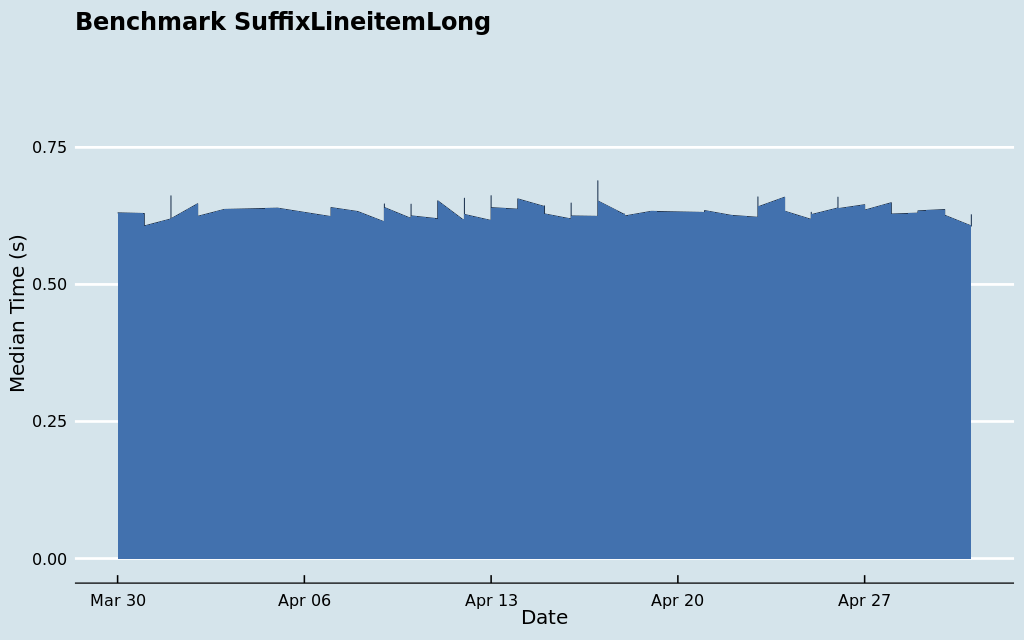 Benchmark SuffixLineitemLong
0.75
0.50
0.25
0.00
Median Time (s)
Mar 30 Apr 06 Apr 13 Apr 20 Apr 27
Date